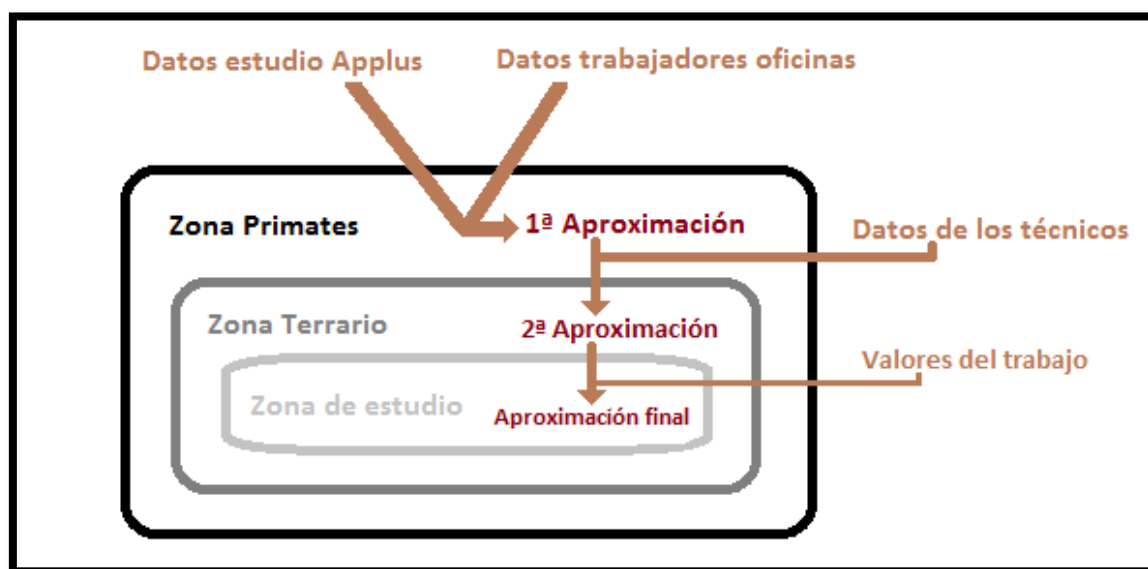 Datos estudio Applus
Datos trabajadores oficinas
Zona Primates
1ª Aproximación
Datos de los técnicos
Zona Terrario
2ª Aproximación
Valores del trabajo
Zona de estudio
Aproximación final